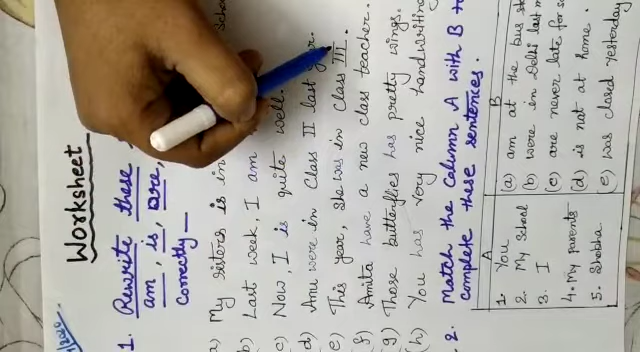 /2020
Worksheet
1. Rewrite these
am, is, are,
Correctly –
a) My sisters is in
b) Last week, I am
c) Now, I is quite well.
d) Anu were in Class II last
e) This year, she was in Class III.
f) Amita have a new class teacher.
(g) These butterflies has pretty wings.
(h) You has very nice handwriting
2. Match the Column A with B to
complete these sentences.
A B
1. You (a) am at the bus
2. My School (b) were in Delhi last
3. I (c) are never late for
4. My parents (d) is not at home.
5. Shobha (e) was closed yesterday